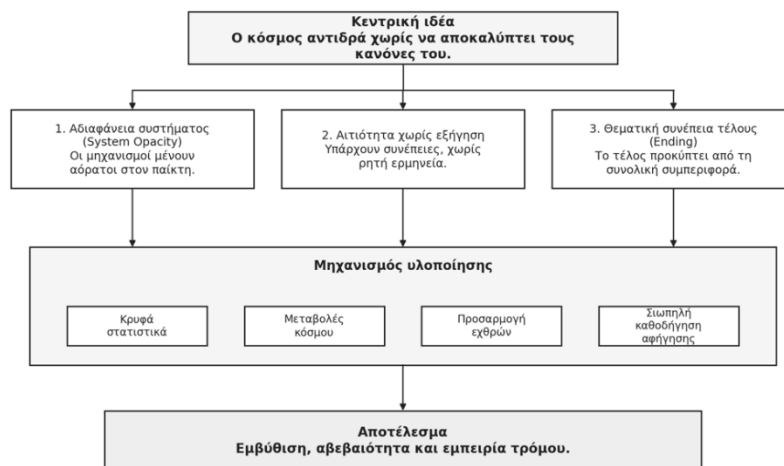 Κεντρική ιδέα
Ο κόσμος αντιδρά χωρίς να αποκαλύπτει τους
κανόνες του.
1. Αδιαφάνεια συστήματος
(System Opacity)
Οι μηχανισμοί μένουν
αόρατοι στον παίκτη.
2. Αιτιότητα χωρίς εξήγηση
Υπάρχουν συνέπειες, χωρίς
ρητή ερμηνεία.
3. Θεματική συνέπεια τέλους
(Ending)
Το τέλος προκύπτει από τη
συνολική συμπεριφορά.
Μηχανισμός υλοποίησης
Κρυφά
στατιστικά
Μεταβολές
κόσμου
Προσαρμογή
εχθρών
Σιωπηλή
καθοδήγηση
αφήγησης
Αποτέλεσμα
Εμβύθιση, αβεβαιότητα και εμπειρία τρόμου.